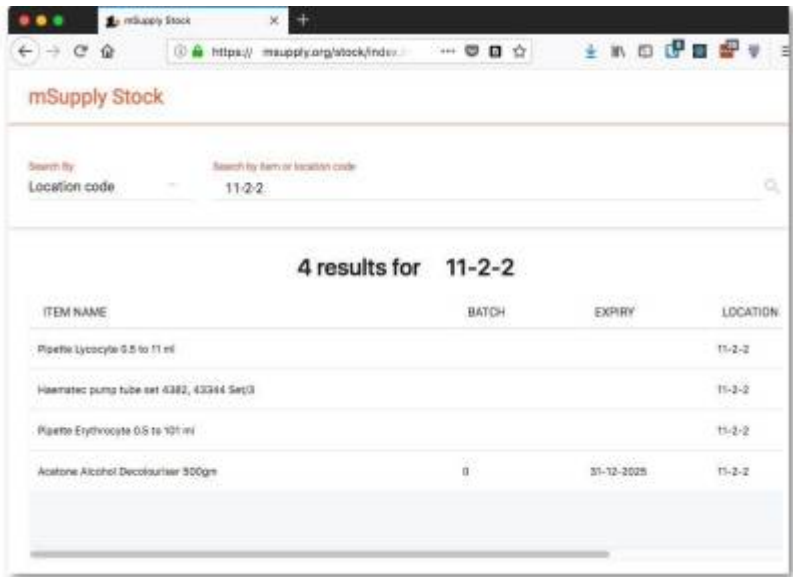 mSupply Stock
https:// msupply.org/stock/index.
mSupply Stock
Search By
Search by item or location code
Location code
11-2-2
4 results for 11-2-2
ITEM NAME BATCH EXPIRY LOCATION
Pipette Lycocyte 0.5 to 11 ml 11-2-2
Haematec pump tube set 4382, 43344 Set/3 11-2-2
Pipette Erythrocyte 0.5 to 101 ml 11-2-2
Acetone Alcohol Decolouriser 500gm 0 31-12-2025 11-2-2